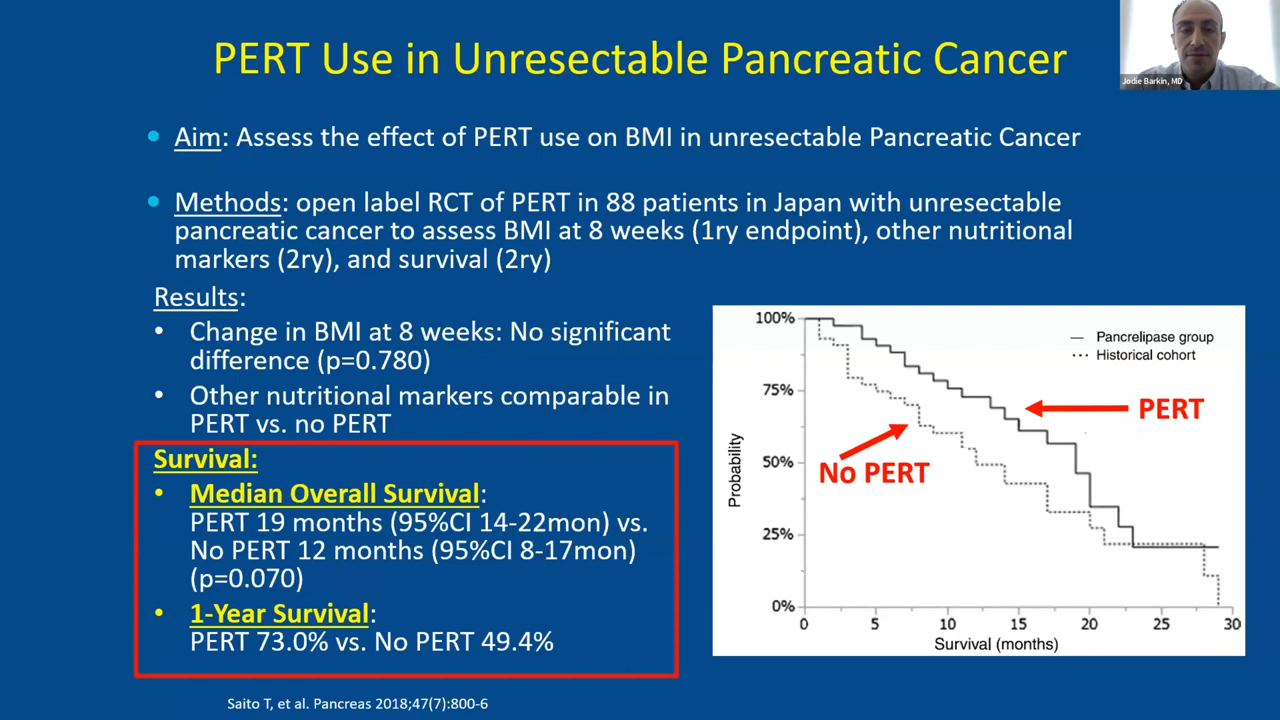 PERT Use in Unresectable Pancreatic Cancer
Jodie Barkin, MD
• Aim: Assess the effect of PERT use on BMI in unresectable Pancreatic Cancer
• Methods: open label RCT of PERT in 88 patients in Japan with unresectable
pancreatic cancer to assess BMI at 8 weeks (1ry endpoint), other nutritional
markers (2ry), and survival (2ry)
Results:
• Change in BMI at 8 weeks: No significant
difference (p=0.780)
• Other nutritional markers comparable in
PERT vs. no PERT
Survival:
• Median Overall Survival:
PERT 19 months (95%CI 14-22mon) vs.
No PERT 12 months (95%CI 8-17mon)
(p=0.070)
• 1-Year Survival:
PERT 73.0% vs. No PERT 49.4%
100%
75%
50%
25%
0%
Probability
Pancrelipase group
Historical cohort
PERT
No PERT
0 5 10 15 20 25 30
Survival (months)
Saito T, et al. Pancreas 2018;47(7):800-6